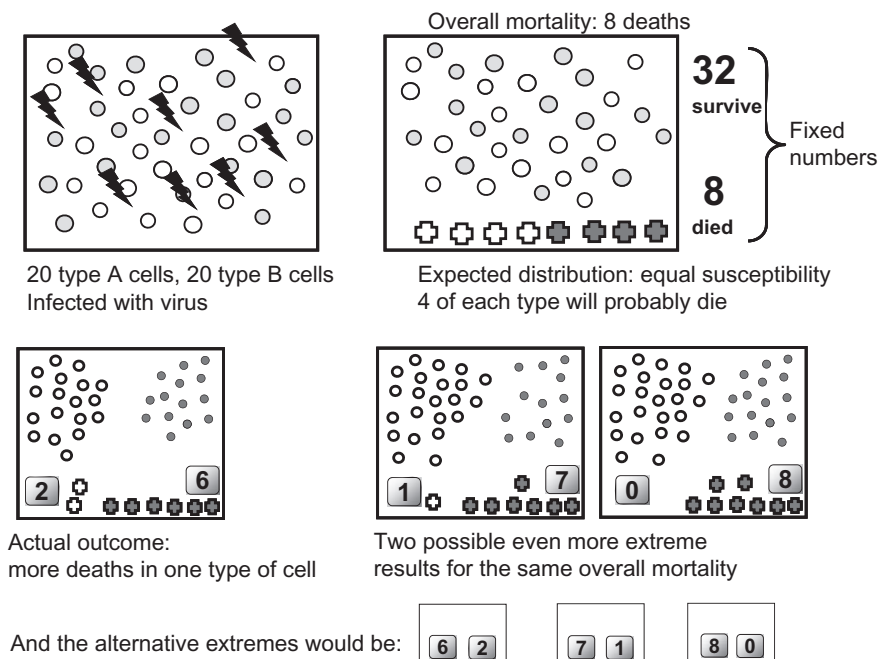 Overall mortality: 8 deaths
32
survive
8
died
Fixed
numbers
20 type A cells, 20 type B cells
Infected with virus
Expected distribution: equal susceptibility
4 of each type will probably die
2 6
1 7
0 8
Actual outcome:
more deaths in one type of cell
Two possible even more extreme
results for the same overall mortality
And the alternative extremes would be: 6 2 7 1 8 0